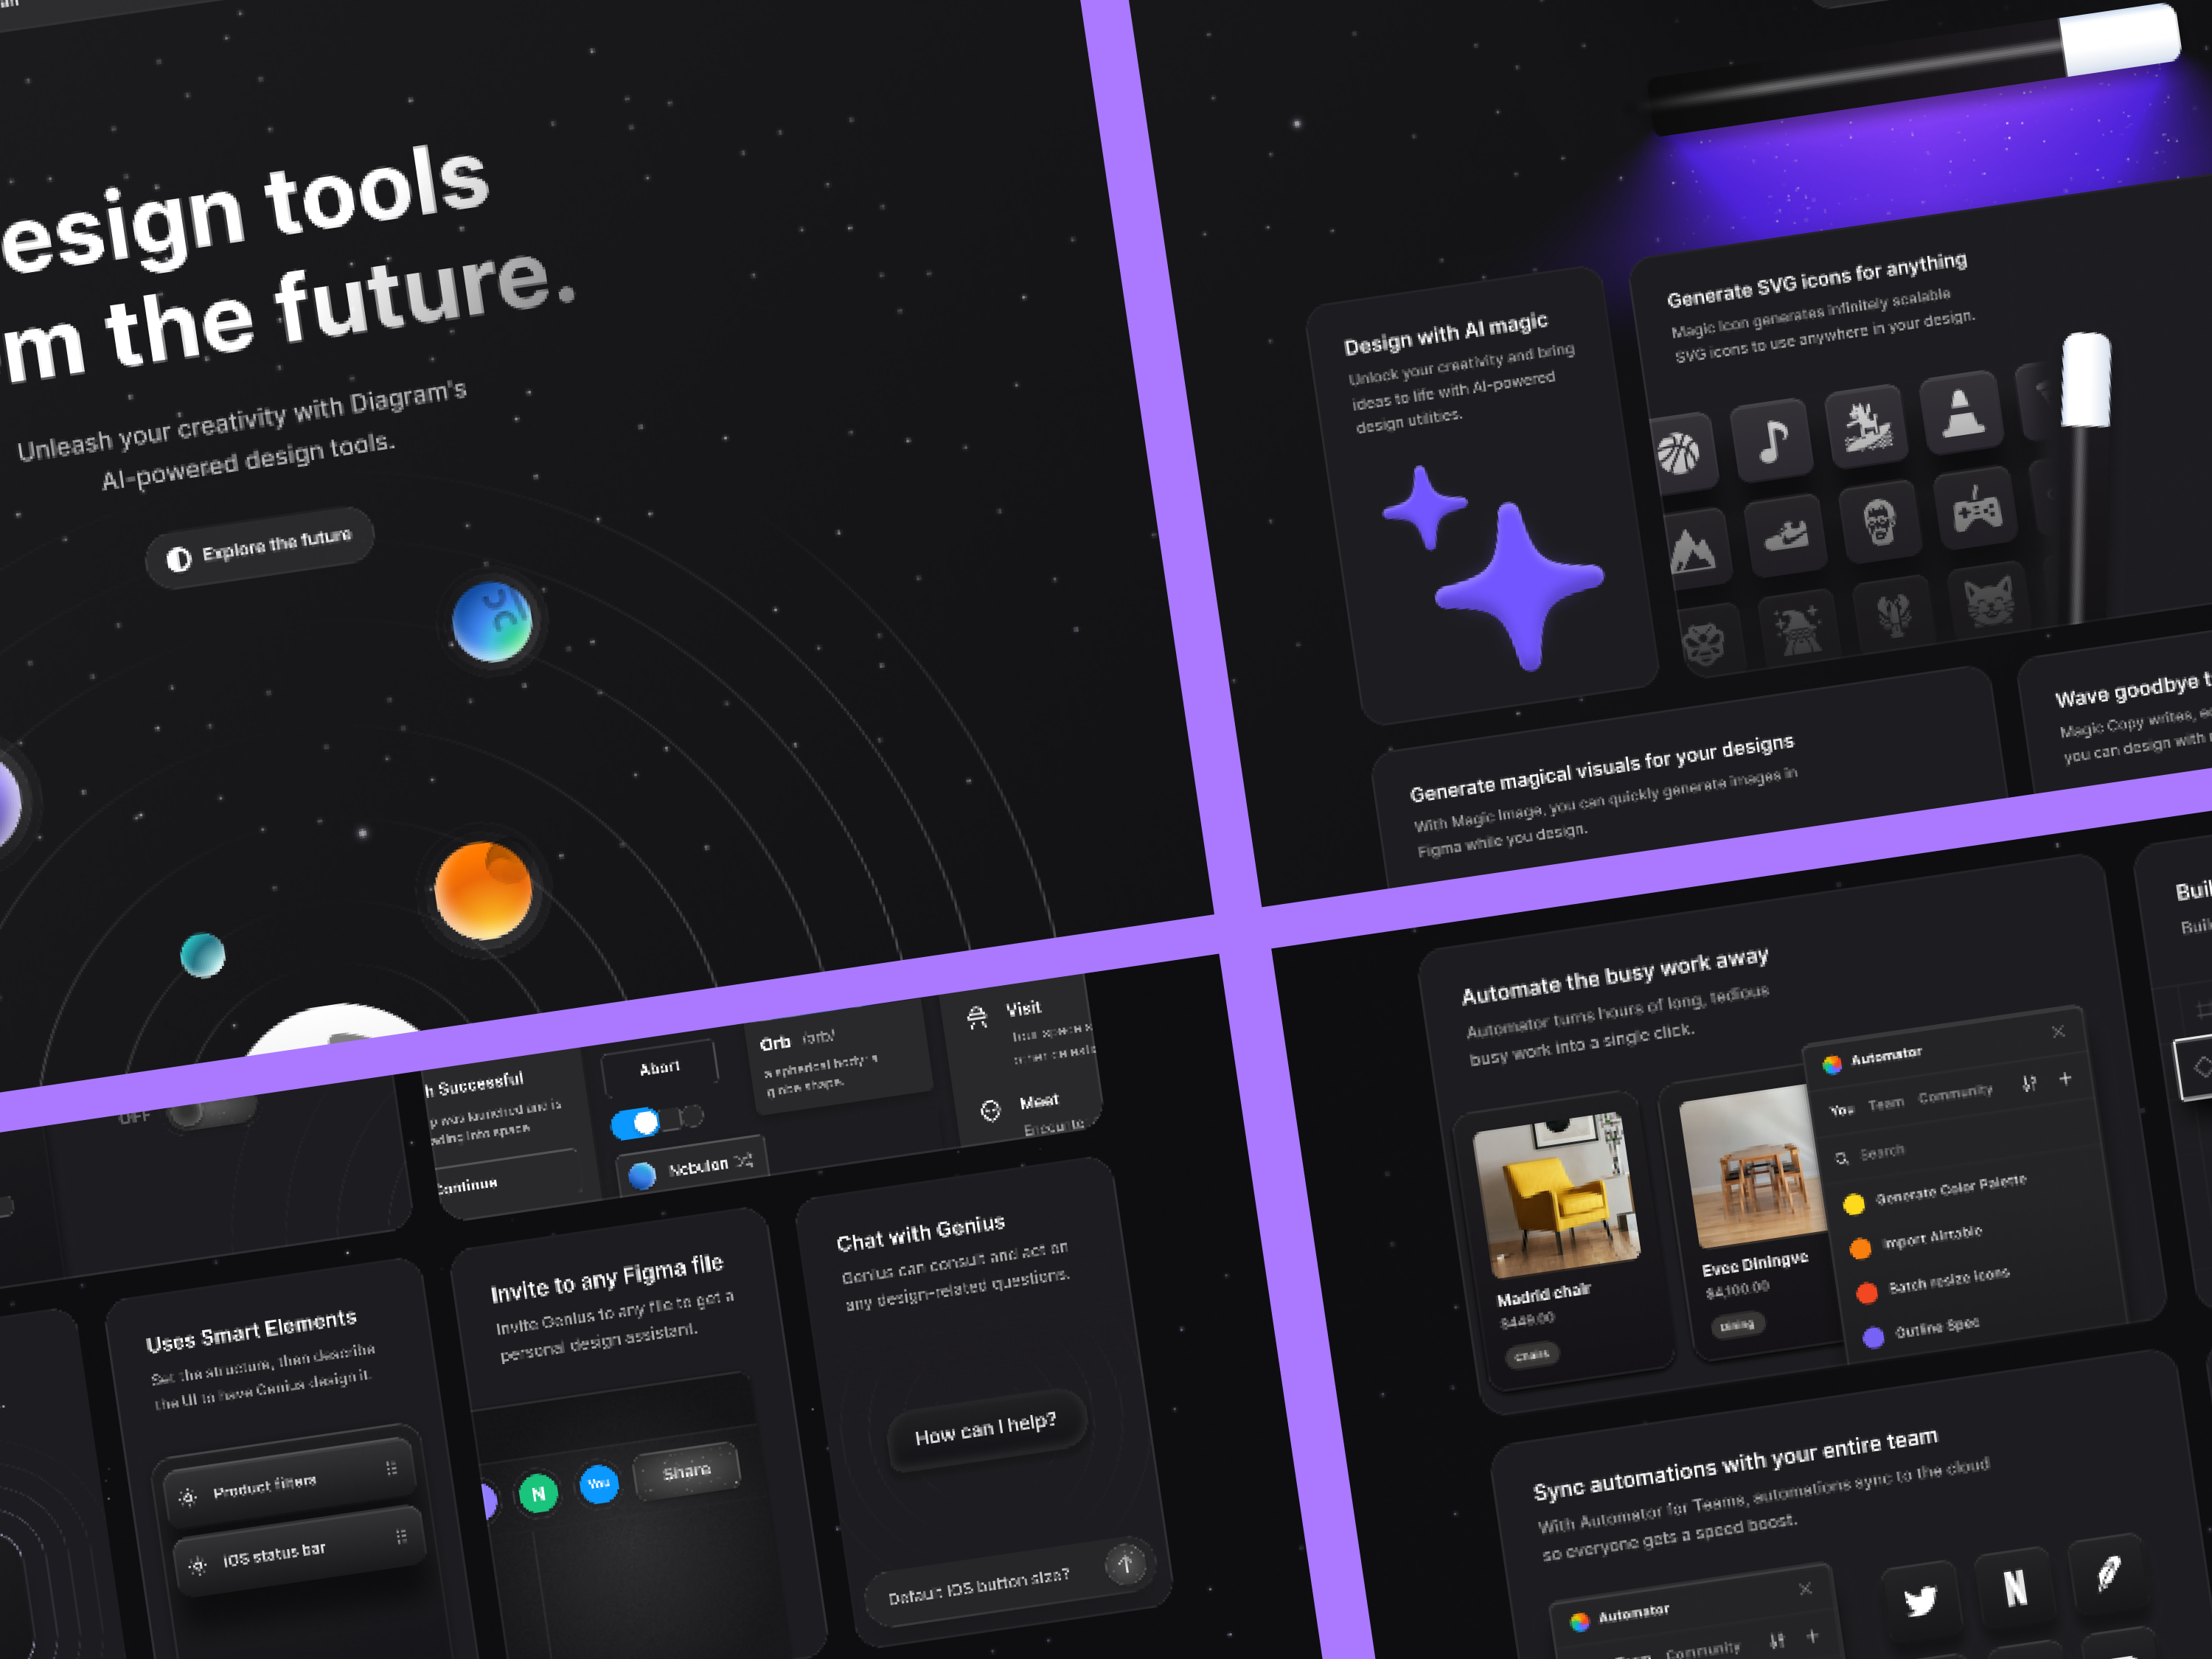 esign tools
m the future.
Unleash your creativity with Diagram's
AI-powered design tools.
Explore the future
Design with AI magic
Unlock your creativity and bring
ideas to life with AI-powered
design utilities.
Generate SVG icons for anything
Magic Icon generates infinitely scalable
SVG icons to use anywhere in your design.
Generate magical visuals for your designs
With Magic Image, you can quickly generate images in
Figma while you design.
Wave goodbye t
Magic Copy writes, e
you can design with
OFF
h Successful
p was launched and is
ading into space
Continue
Abort
Nebulon
Orb /orb/
a spherical body; a
globe shape.
Visit
Meet
Encounte
Uses Smart Elements
Set the structure, then describe
the UI to have Genius design it.
Product filters
iOS status bar
Invite to any Figma file
Invite Genius to any file to get a
personal design assistant.
N
You
Share
Chat with Genius
Genius can consult and act on
any design-related questions.
How can I help?
Default iOS button size?
Automate the busy work away
Automator turns hours of long, tedious
busy work into a single click.
Madrid chair
$449.00
Chairs
Evee Diningve
$4,100.00
Dining
Automator
You Team Community
Search
Generate Color Palette
Import Airtable
Batch resize icons
Outline Spec
Buil
Buil
Sync automations with your entire team
With Automator for Teams, automations sync to the cloud
so everyone gets a speed boost.
Automator
Team Community
N